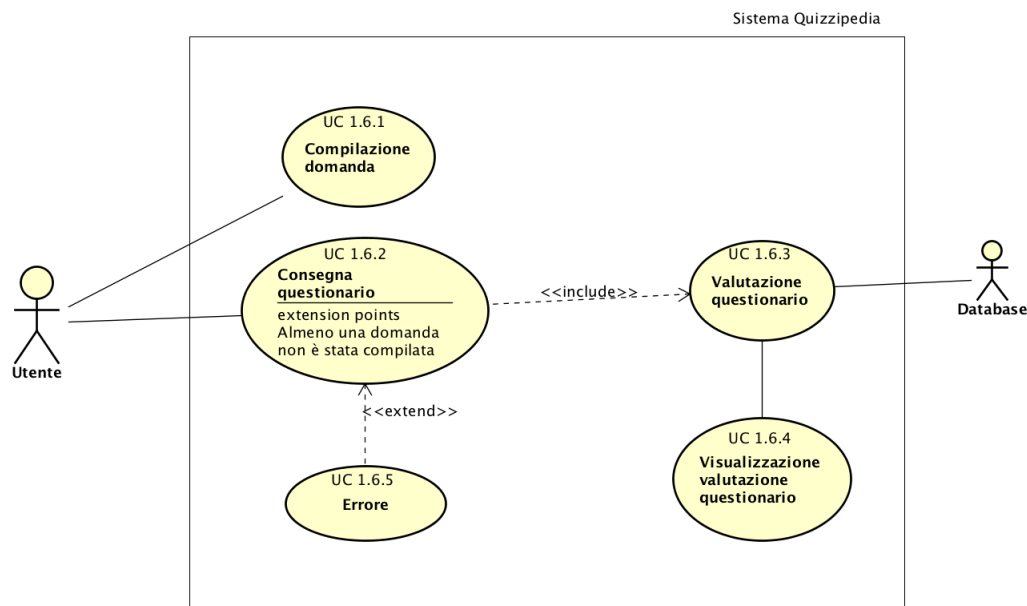 Sistema Quizzipedia
UC 1.6.1
Compilazione
domanda
UC 1.6.2
Consegna
questionario
extension points
Almeno una domanda
non è stata compilata
<<include>>
UC 1.6.3
Valutazione
questionario
Utente
Database
<<extend>>
UC 1.6.5
Errore
UC 1.6.4
Visualizzazione
valutazione
questionario